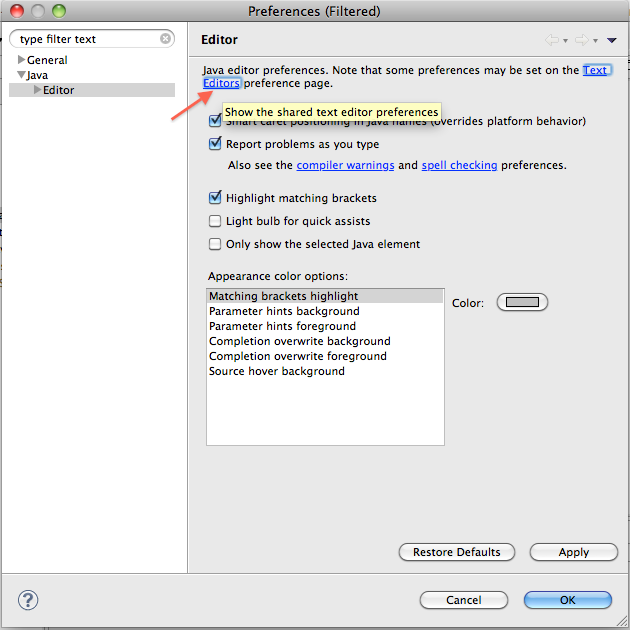 Preferences (Filtered)
type filter text
General
Java
Editor
Editor
Java editor preferences. Note that some preferences may be set on the Text
Editors preference page.
Show the shared text editor preferences
Smart caret positioning in Java names (overrides platform behavior)
Report problems as you type
Also see the compiler warnings and spell checking preferences.
Highlight matching brackets
Light bulb for quick assists
Only show the selected Java element
Appearance color options:
Matching brackets highlight
Parameter hints background
Parameter hints foreground
Completion overwrite background
Completion overwrite foreground
Source hover background
Color:
Restore Defaults
Apply
?
Cancel
OK